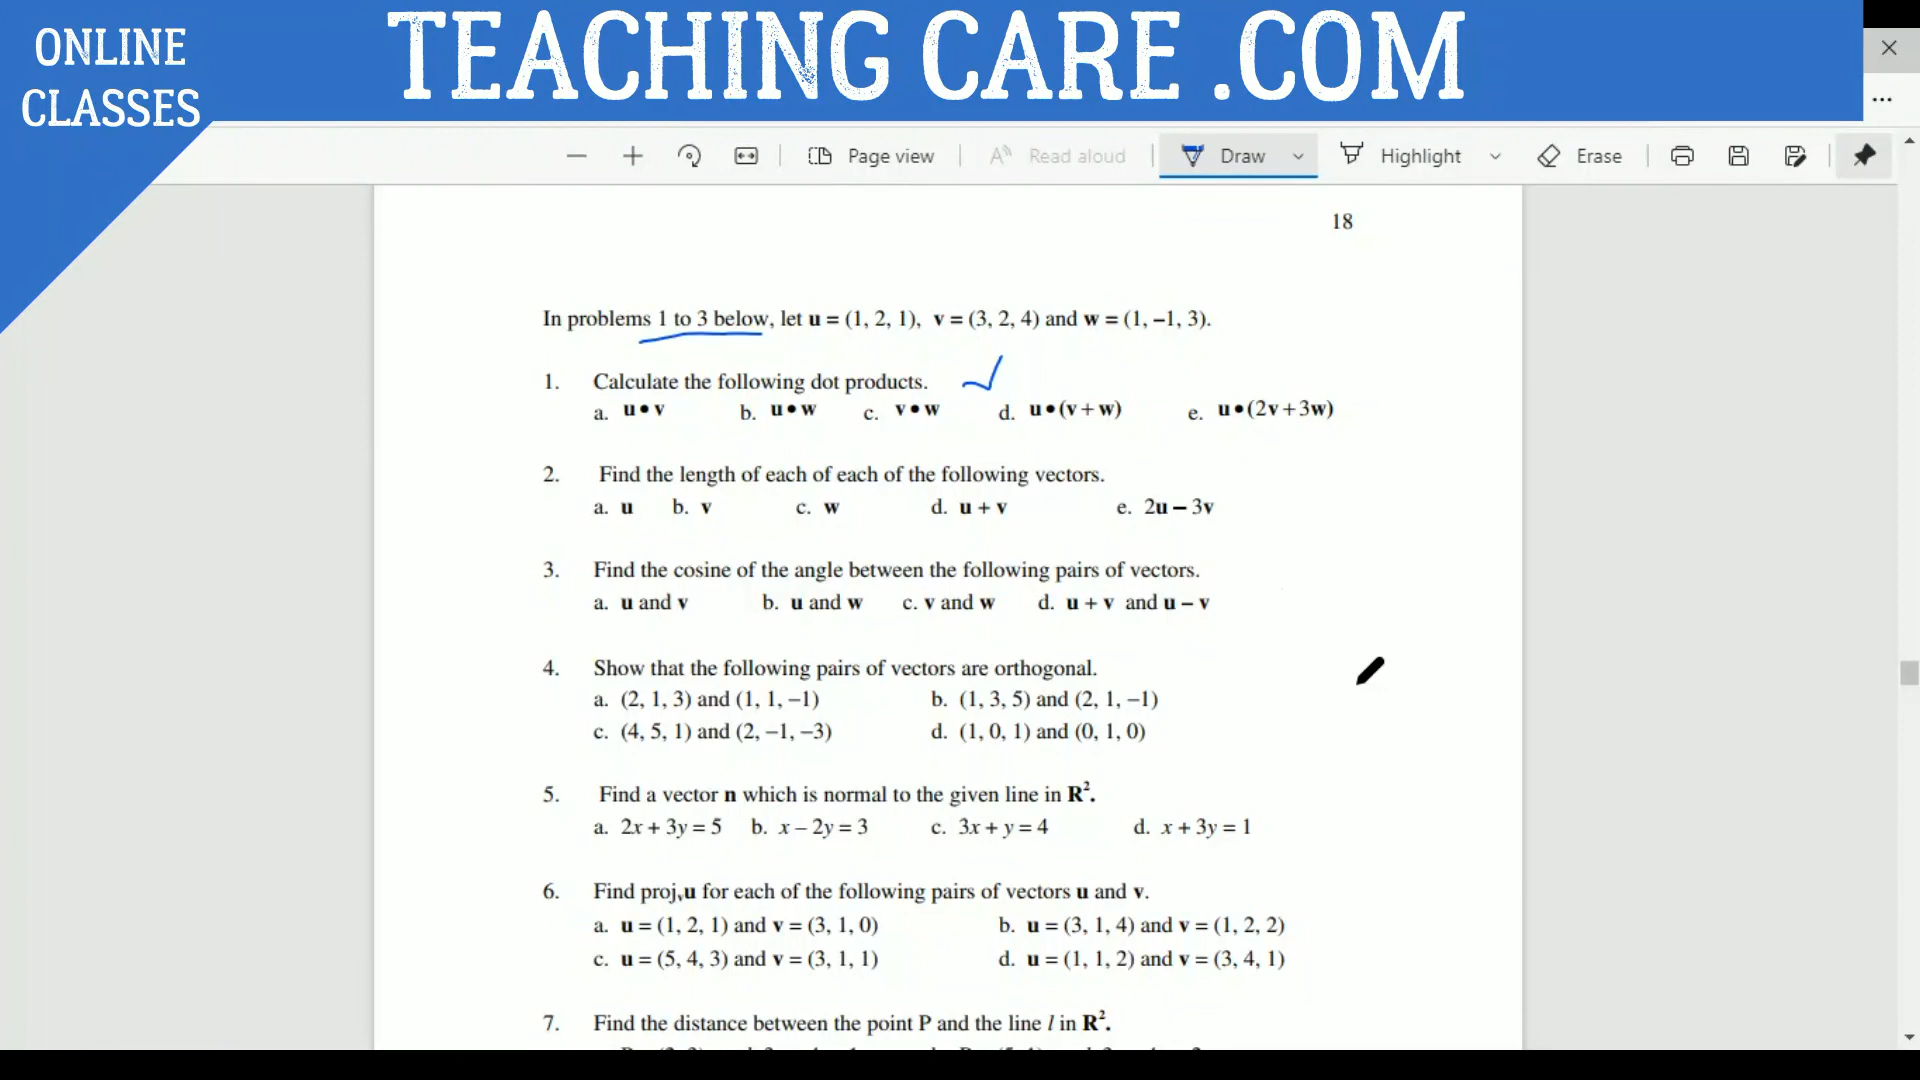 ONLINE
CLASSES
TEACHING CARE .COM
Page view
Read aloud
Draw
Highlight
Erase
18
In problems 1 to 3 below, let u = (1, 2, 1), v = (3, 2, 4) and w = (1, −1, 3).
1. Calculate the following dot products.
a. u • v b. u • w c. v • w d. u • (v + w) e. u • (2v + 3w)
2. Find the length of each of each of the following vectors.
a. u b. v c. w d. u + v e. 2u − 3v
3. Find the cosine of the angle between the following pairs of vectors.
a. u and v b. u and w c. v and w d. u + v and u − v
4. Show that the following pairs of vectors are orthogonal.
a. (2, 1, 3) and (1, 1, −1) b. (1, 3, 5) and (2, 1, −1)
c. (4, 5, 1) and (2, −1, −3) d. (1, 0, 1) and (0, 1, 0)
5. Find a vector n which is normal to the given line in R².
a. 2x + 3y = 5 b. x − 2y = 3 c. 3x + y = 4 d. x + 3y = 1
6. Find projᵥu for each of the following pairs of vectors u and v.
a. u = (1, 2, 1) and v = (3, 1, 0) b. u = (3, 1, 4) and v = (1, 2, 2)
c. u = (5, 4, 3) and v = (3, 1, 1) d. u = (1, 1, 2) and v = (3, 4, 1)
7. Find the distance between the point P and the line l in R².